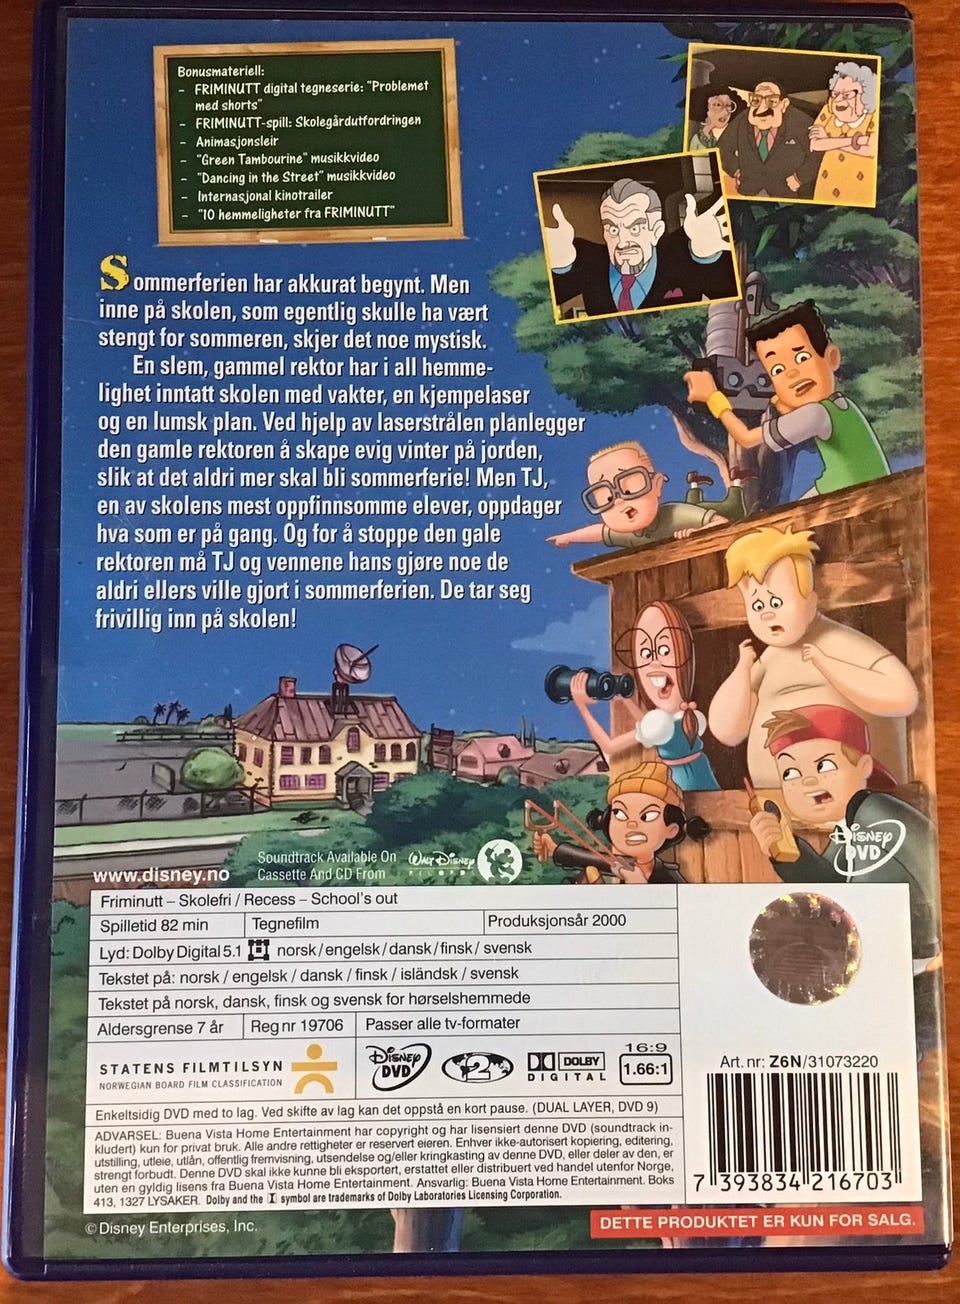 Bonusmateriell:
- FRIMINUTT digital tegneserie: "Problemet
med shorts"
- FRIMINUTT-spill: Skolegårdutfordringen
- Animasjonsleir
- "Green Tambourine" musikkvideo
- "Dancing in the Street" musikkvideo
- Internasjonal kinotrailer
- "10 hemmeligheter fra FRIMINUTT"
Sommerferien har akkurat begynt. Men
inne på skolen, som egentlig skulle ha vært
stengt for sommeren, skjer det noe mystisk.
En slem, gammel rektor har i all hemme-
lighet inntatt skolen med vakter, en kjempelaser
og en lumsk plan. Ved hjelp av laserstrålen planlegger
den gamle rektoren å skape evig vinter på jorden,
slik at det aldri mer skal bli sommerferie! Men TJ,
en av skolens mest oppfinnsomme elever, oppdager
hva som er på gang. Og for å stoppe den gale
rektoren må TJ og vennene hans gjøre noe de
aldri ellers ville gjort i sommerferien. De tar seg
frivillig inn på skolen!
www.disney.no
Soundtrack Available On
Cassette And CD From
WALT DISNEY
RECORDS
DISNEY
DVD
Friminutt – Skolefri / Recess – School's out
Spilletid 82 min
Tegnefilm
Produksjonsår 2000
Lyd: Dolby Digital 5.1 norsk / engelsk / dansk / finsk / svensk
Tekstet på: norsk / engelsk / dansk / finsk / isländsk / svensk
Tekstet på norsk, dansk, finsk og svensk for hørselshemmede
Aldersgrense 7 år
Reg nr 19706
Passer alle tv-formater
STATENS FILMTILSYN
NORWEGIAN BOARD FILM CLASSIFICATION
DISNEY
DVD
2
DOLBY
DIGITAL
16:9
1.66:1
Enkeltsidig DVD med to lag. Ved skifte av lag kan det oppstå en kort pause. (DUAL LAYER, DVD 9)
ADVARSEL: Buena Vista Home Entertainment har copyright og har lisensiert denne DVD (soundtrack in-
kludert) kun for privat bruk. Alle andre rettigheter er reservert eieren. Enhver ikke-autorisert kopiering, editering,
utstilling, utleie, utlån, offentlig fremvisning, utsendelse og/eller kringkasting av denne DVD, eller deler av den, er
strengt forbudt. Denne DVD skal ikke kunne bli eksportert, erstattet eller distribuert ved handel utenfor Norge,
uten en gyldig lisens fra Buena Vista Home Entertainment. Ansvarlig: Buena Vista Home Entertainment. Boks
413, 1327 LYSAKER. Dolby and the symbol are trademarks of Dolby Laboratories Licensing Corporation.
Art.nr: Z6N/31073220
7 393834 216703
© Disney Enterprises, Inc.
DETTE PRODUKTET ER KUN FOR SALG.